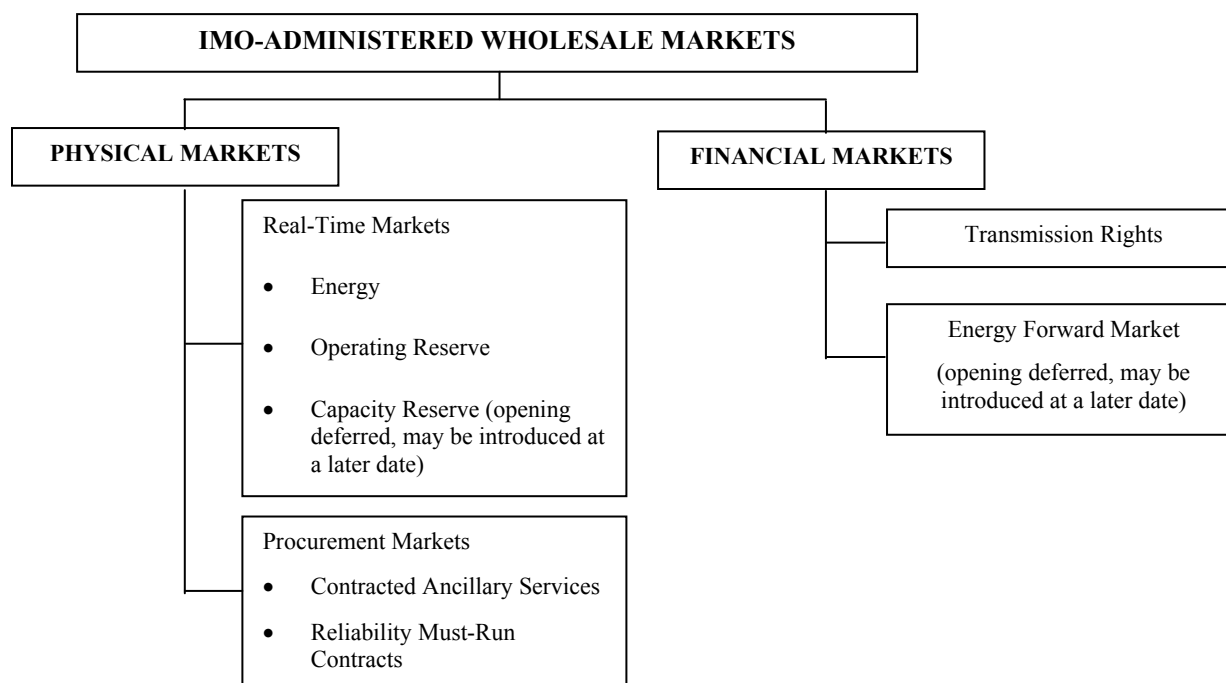 IMO-ADMINISTERED WHOLESALE MARKETS
PHYSICAL MARKETS
Real-Time Markets
• Energy
• Operating Reserve
• Capacity Reserve (opening
deferred, may be introduced at
a later date)
Procurement Markets
• Contracted Ancillary Services
• Reliability Must-Run
Contracts
FINANCIAL MARKETS
Transmission Rights
Energy Forward Market
(opening deferred, may be
introduced at a later date)